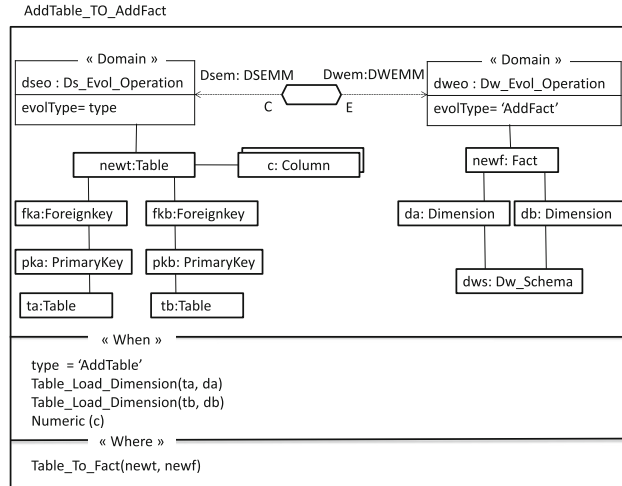 AddTable_TO_AddFact
« Domain »
dseo : Ds_Evol_Operation
evolType= type
Dsem: DSEMM
Dwem:DWEMM
C
E
« Domain »
dweo : Dw_Evol_Operation
evolType= ‘AddFact’
newt:Table
c: Column
newf: Fact
fka:Foreignkey
fkb:Foreignkey
da: Dimension
db: Dimension
pka: PrimaryKey
pkb: PrimaryKey
dws: Dw_Schema
ta:Table
tb:Table
« When »
type = ‘AddTable’
Table_Load_Dimension(ta, da)
Table_Load_Dimension(tb, db)
Numeric (c)
« Where »
Table_To_Fact(newt, newf)